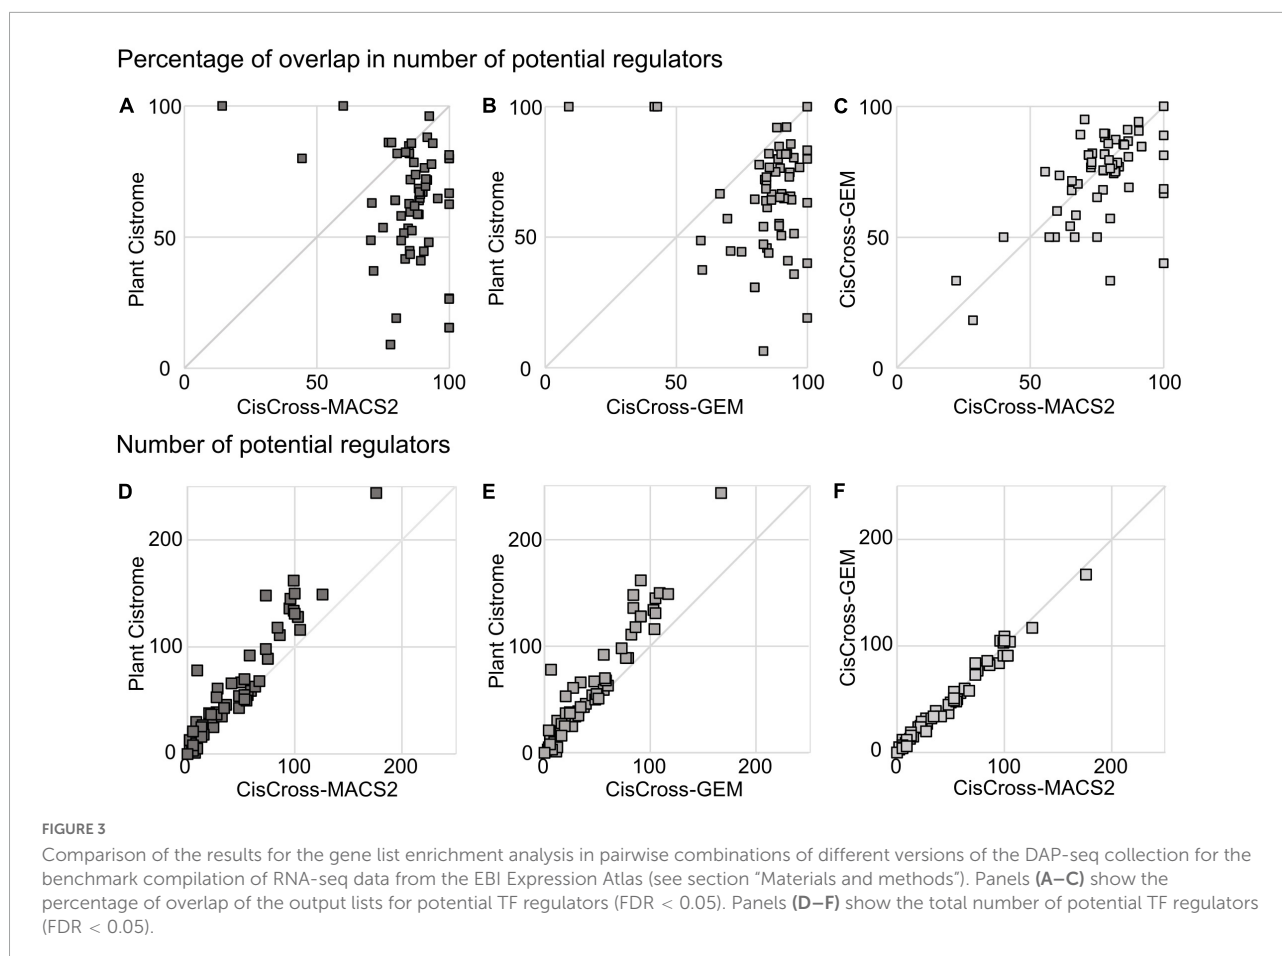 Percentage of overlap in number of potential regulators
A
B
C
100
50
0
0
50
100
Plant Cistrome
CisCross-MACS2
100
50
0
0
50
100
Plant Cistrome
CisCross-GEM
100
50
0
0
50
100
CisCross-GEM
CisCross-MACS2
Number of potential regulators
D
E
F
200
100
0
0
100
200
Plant Cistrome
CisCross-MACS2
200
100
0
0
100
200
Plant Cistrome
CisCross-GEM
200
100
0
0
100
200
CisCross-GEM
CisCross-MACS2
FIGURE 3
Comparison of the results for the gene list enrichment analysis in pairwise combinations of different versions of the DAP-seq collection for the
benchmark compilation of RNA-seq data from the EBI Expression Atlas (see section “Materials and methods”). Panels (A–C) show the
percentage of overlap of the output lists for potential TF regulators (FDR < 0.05). Panels (D–F) show the total number of potential TF regulators
(FDR < 0.05).